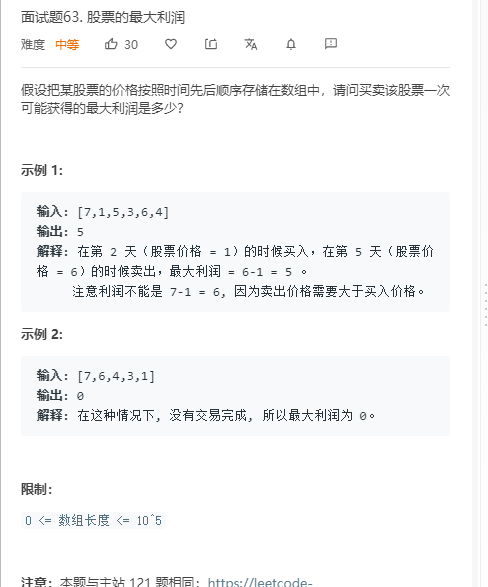 面试题63. 股票的最大利润
难度 中等 30
假设把某股票的价格按照时间先后顺序存储在数组中，请问买卖该股票一次
可能获得的最大利润是多少？
示例 1:
输入: [7,1,5,3,6,4]
输出: 5
解释: 在第 2 天（股票价格 = 1）的时候买入，在第 5 天（股票价
格 = 6）的时候卖出，最大利润 = 6-1 = 5 。
注意利润不能是 7-1 = 6, 因为卖出价格需要大于买入价格。
示例 2:
输入: [7,6,4,3,1]
输出: 0
解释: 在这种情况下, 没有交易完成, 所以最大利润为 0。
限制：
0 <= 数组长度 <= 10^5
注意：本题与主站 121 题相同：https://leetcode-